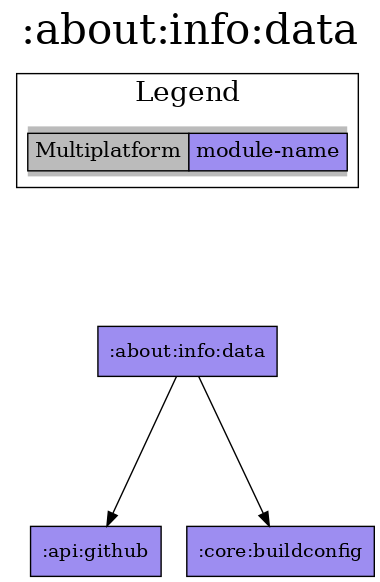 :about:info:data
Legend
Multiplatform module-name
:about:info:data
:api:github :core:buildconfig